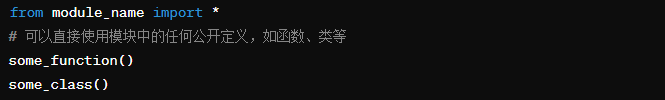 from module_name import *
# 可以直接使用模块中的任何公开定义，如函数、类等
some_function()
some_class()